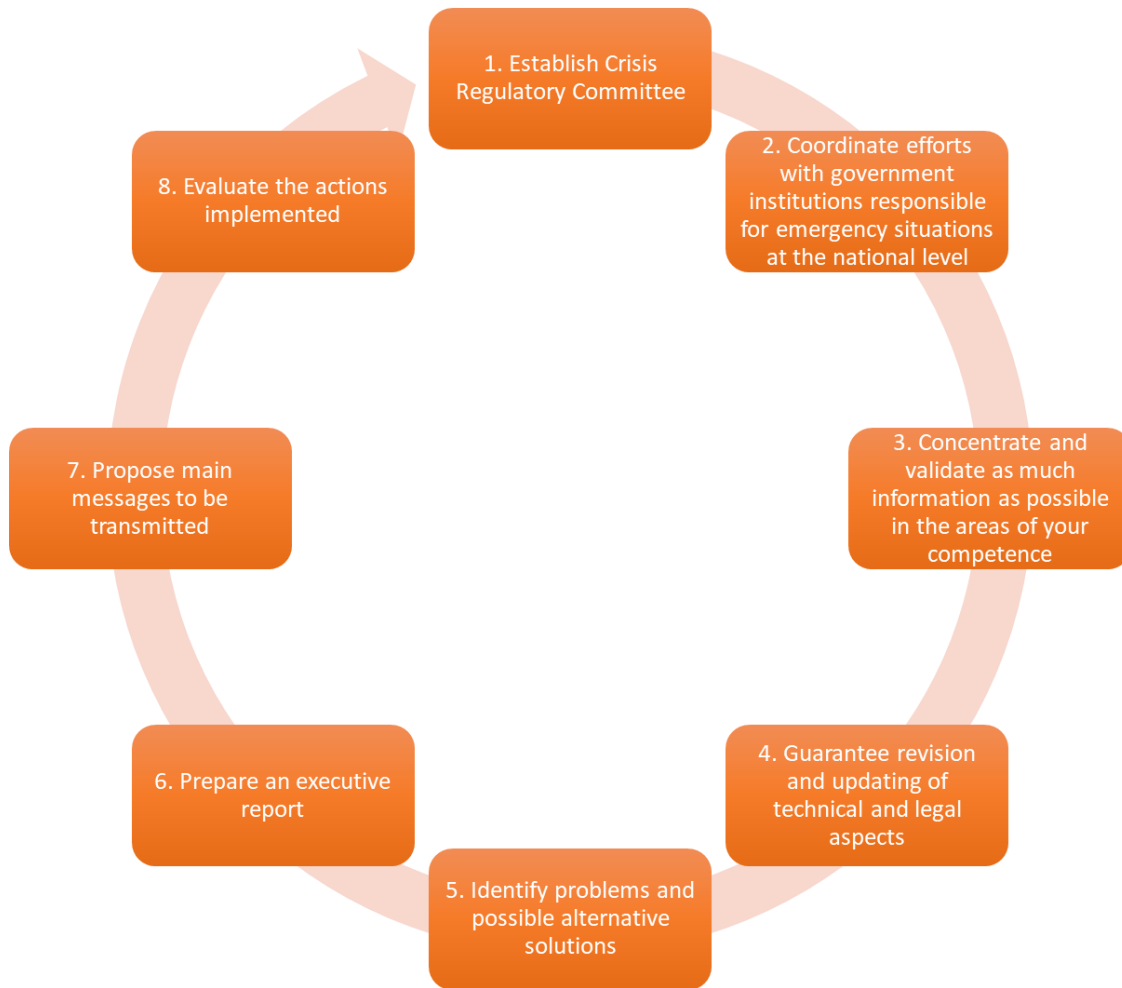 1. Establish Crisis
Regulatory Committee
2. Coordinate efforts
with government
institutions responsible
for emergency situations
at the national level
3. Concentrate and
validate as much
information as possible
in the areas of your
competence
4. Guarantee revision
and updating of
technical and legal
aspects
5. Identify problems and
possible alternative
solutions
6. Prepare an executive
report
7. Propose main
messages to be
transmitted
8. Evaluate the actions
implemented